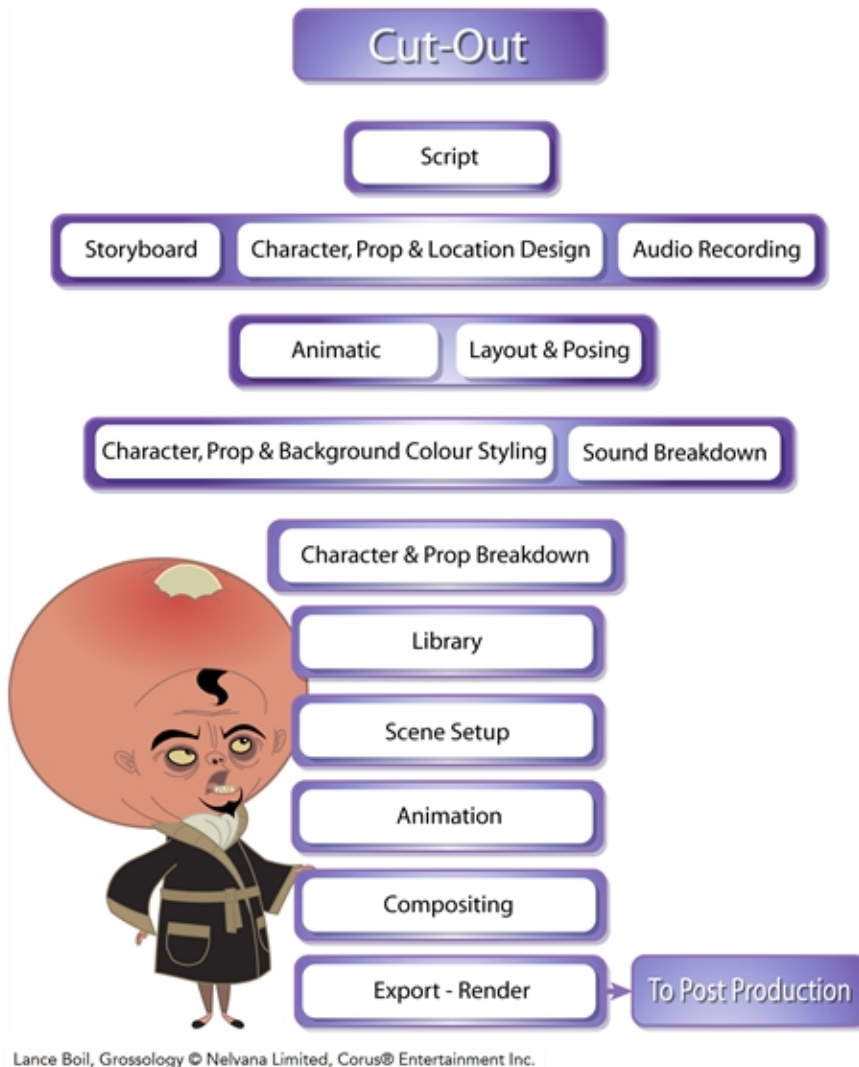 Cut-Out
Script
Storyboard
Character, Prop & Location Design
Audio Recording
Animatic
Layout & Posing
Character, Prop & Background Colour Styling
Sound Breakdown
Character & Prop Breakdown
Library
Scene Setup
Animation
Compositing
Export - Render
To Post Production
Lance Boil, Grossology © Nelvana Limited, Corus® Entertainment Inc.